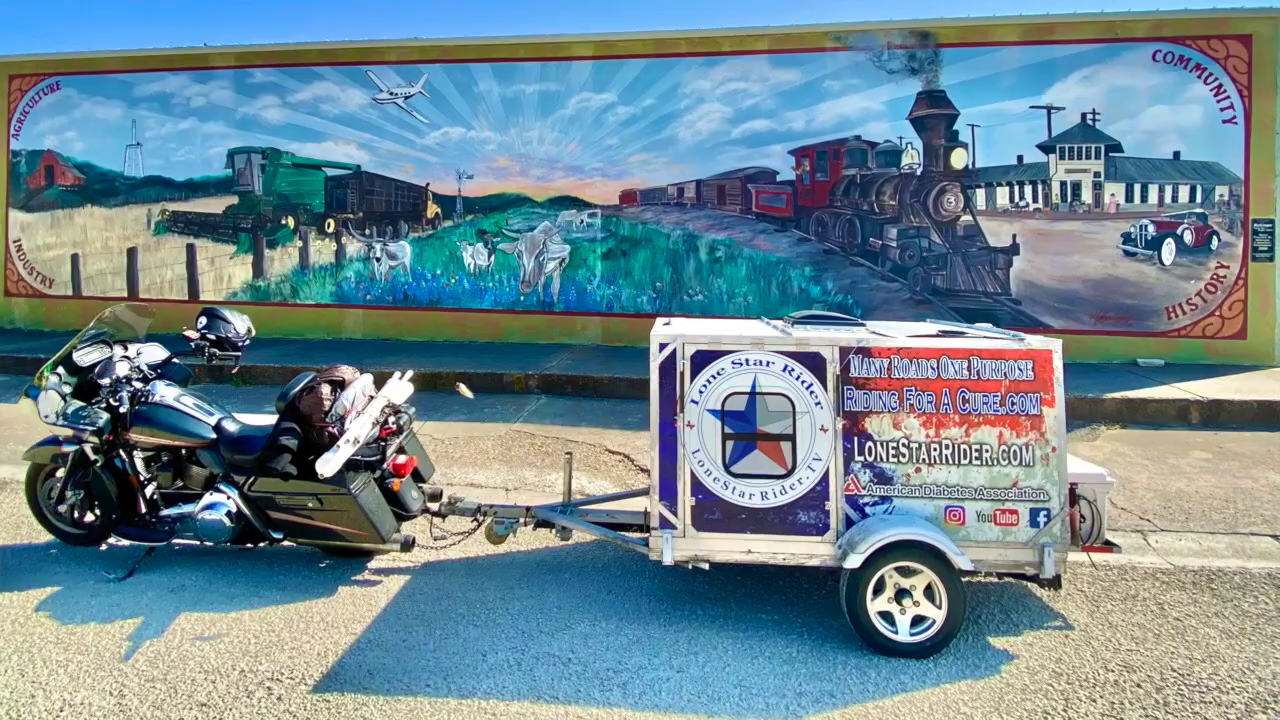 AGRICULTURE
COMMUNITY
INDUSTRY
HISTORY
Lone Star Rider
LoneStarRider.TV
MANY ROADS ONE PURPOSE
RIDING FOR A CURE.COM
LONESTARRIDER.COM
American Diabetes Association
YouTube